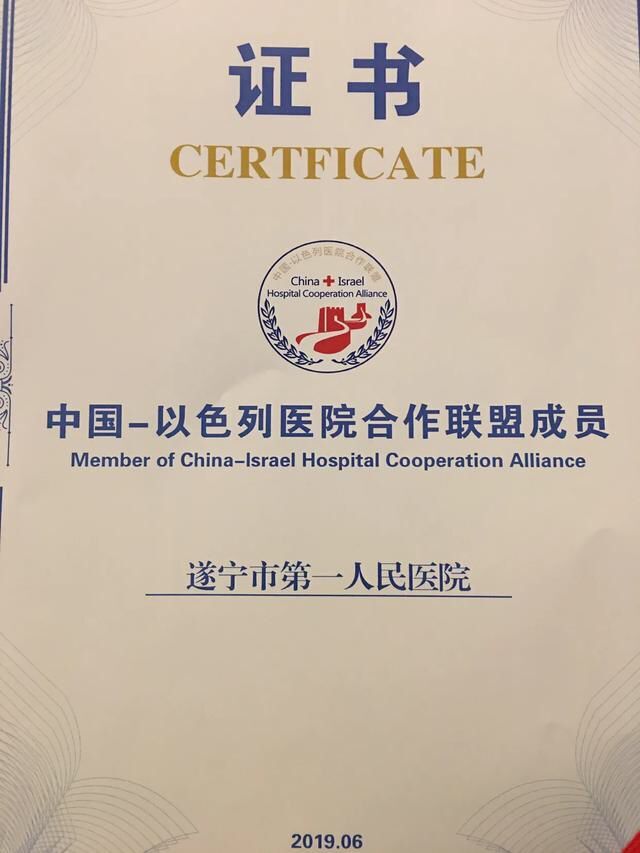 证书
CERTFICATE
中国-以色列医院合作联盟
China + Israel
Hospital Cooperation Alliance
中国-以色列医院合作联盟成员
Member of China-Israel Hospital Cooperation Alliance
遂宁市第一人民医院
2019.06